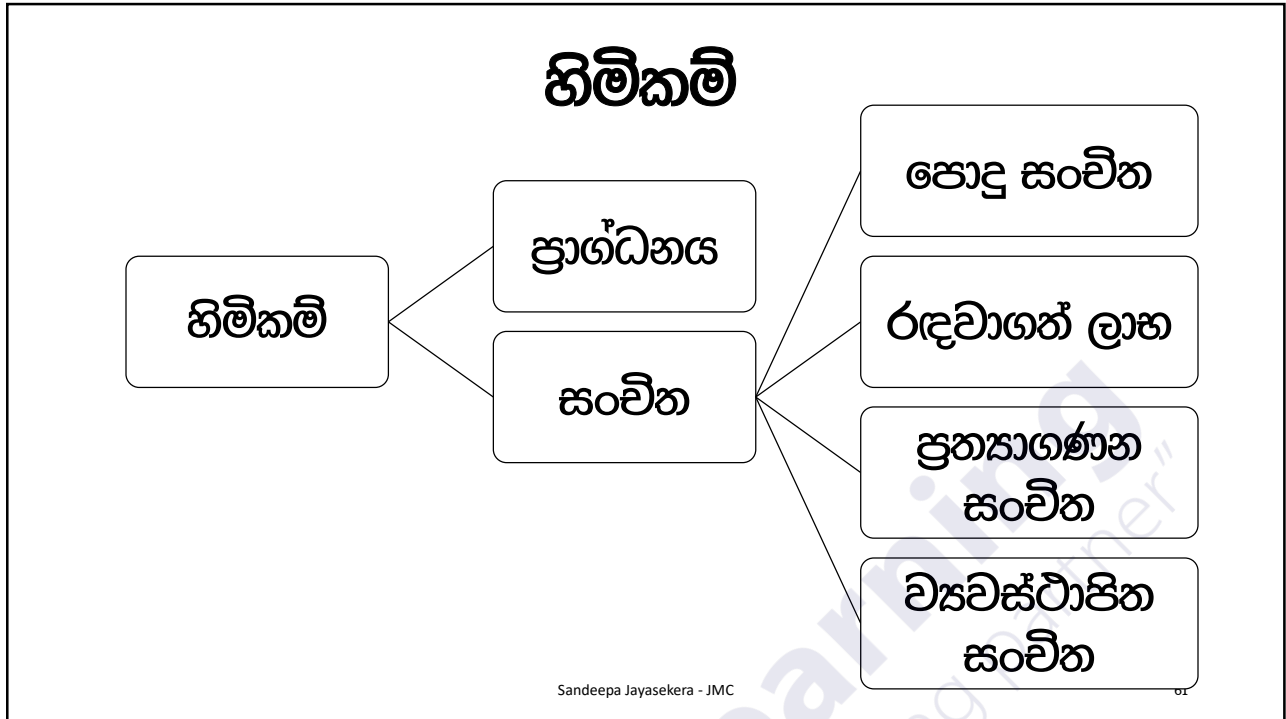 හිමිකම්
හිමිකම්
ප්‍රාග්ධනය
සංචිත
පොදු සංචිත
රඳවාගත් ලාභ
ප්‍රත්‍යාගණන
සංචිත
ව්‍යවස්ථාපිත
සංචිත
Sandeepa Jayasekera - JMC
61